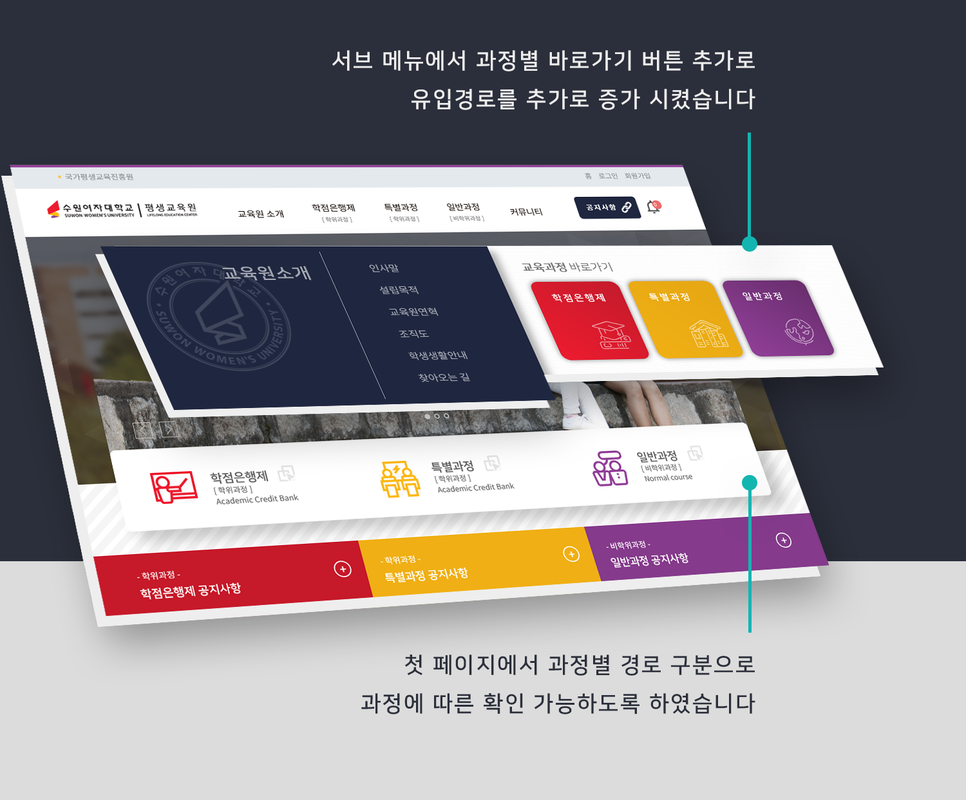 서브 메뉴에서 과정별 바로가기 버튼 추가로
유입경로를 추가로 증가 시켰습니다
국가평생교육진흥원
홈 로그인 회원가입
수원여자대학교 평생교육원
SUWON WOMEN'S UNIVERSITY LIFELONG EDUCATION CENTER
교육원 소개 학점은행제 특별과정 일반과정 커뮤니티 공지사항
[ 학위과정 ] [ 학위과정 ] [ 비학위과정 ]
수원여자대학교
SUWON WOMEN'S UNIVERSITY
교육원소개
인사말
설립목적
교육원연혁
조직도
학생생활안내
찾아오는 길
교육과정 바로가기
학점은행제 특별과정 일반과정
학점은행제
[ 학위과정 ]
Academic Credit Bank
특별과정
[ 학위과정 ]
Academic Credit Bank
일반과정
[ 비학위과정 ]
Normal course
- 학위과정 -
학점은행제 공지사항
- 학위과정 -
특별과정 공지사항
- 비학위과정 -
일반과정 공지사항
첫 페이지에서 과정별 경로 구분으로
과정에 따른 확인 가능하도록 하였습니다